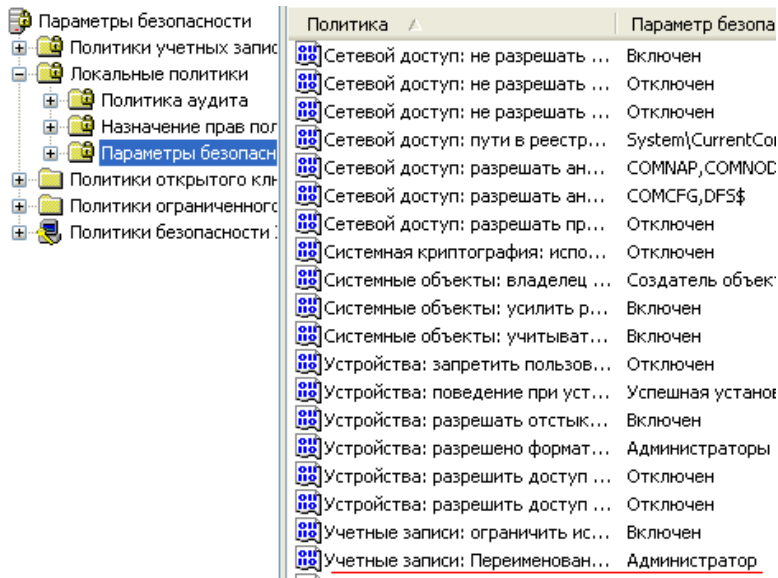 Параметры безопасности
Политики учетных запис
Локальные политики
Политика аудита
Назначение прав пол
Параметры безопасн
Политики открытого клн
Политики ограниченногс
Политики безопасности
Политика Параметр безопа
Сетевой доступ: не разрешать ... Включен
Сетевой доступ: не разрешать ... Отключен
Сетевой доступ: не разрешать ... Отключен
Сетевой доступ: пути в реестр... System\CurrentCo
Сетевой доступ: разрешать ан... COMNAP,COMNOD
Сетевой доступ: разрешать ан... COMCFG,DFS$
Сетевой доступ: разрешать пр... Отключен
Системная криптография: испо... Отключен
Системные объекты: владелец ... Создатель объект
Системные объекты: усилить р... Включен
Системные объекты: учитыват... Включен
Устройства: запретить пользов... Отключен
Устройства: поведение при уст... Успешная установ
Устройства: разрешать отстык... Включен
Устройства: разрешено формат... Администраторы
Устройства: разрешить доступ ... Отключен
Устройства: разрешить доступ ... Отключен
Учетные записи: ограничить ис... Включен
Учетные записи: Переименован... Администратор